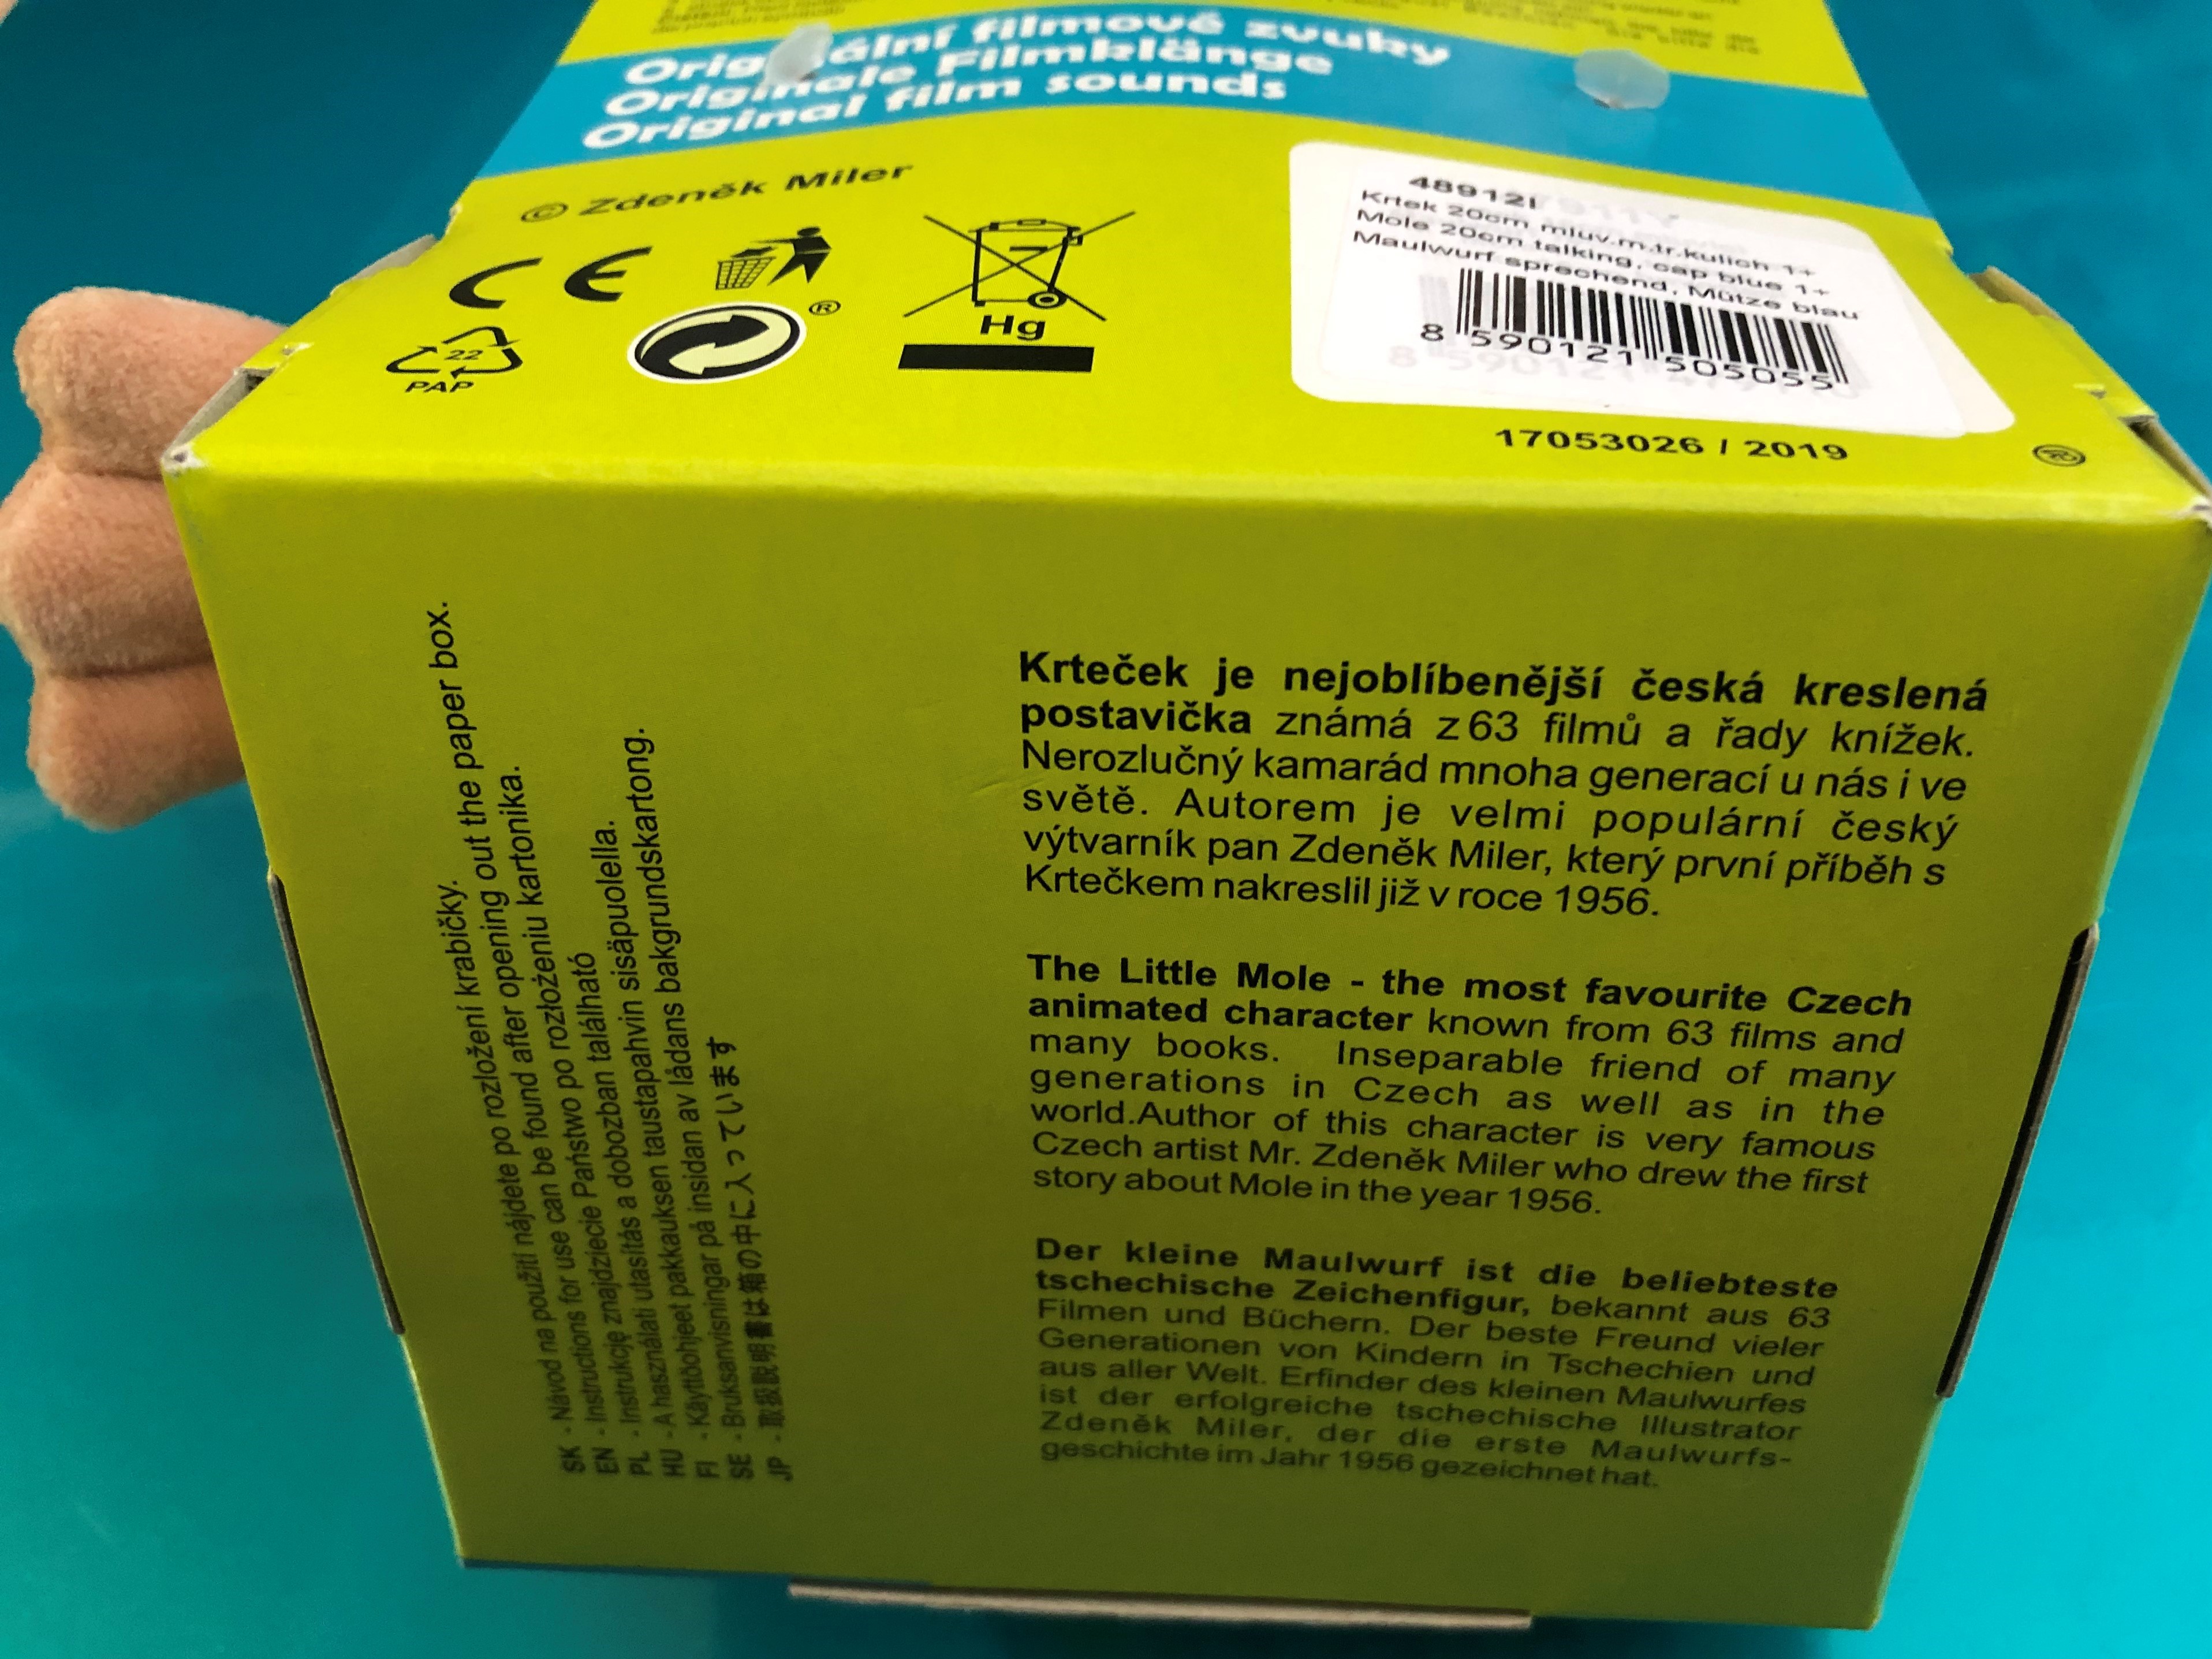 Originální filmové zvuky
Originale Filmklänge
Original film sounds
© Zdeněk Miler
CE
22
PAP
®
Hg
48912I
Krtek 20cm mluv.m.tr.kulich 1+
Mole 20cm talking, cap blue 1+
Maulwurf sprechend, Mütze blau
8 590121 505055
17053026 / 2019
SK - Návod na použití nájdete po rozložení krabičky.
EN - Instructions for use can be found after opening out the paper box.
PL - Instrukcję znajdziecie Państwo po rozłożeniu kartonika.
HU - A használati utasítás a dobozban található
FI - Käyttöohjeet pakkauksen taustapahvin sisäpuolella.
SE - Bruksanvisningar på insidan av lådans bakgrundskartong.
JP - 取扱説明書は箱の中に入っています
Krteček je nejoblíbenější česká kreslená
postavička známá z 63 filmů a řady knížek.
Nerozlučný kamarád mnoha generací u nás i ve
světě. Autorem je velmi populární český
výtvarník pan Zdeněk Miler, který první příběh s
Krtečkem nakreslil již v roce 1956.
The Little Mole - the most favourite Czech
animated character known from 63 films and
many books. Inseparable friend of many
generations in Czech as well as in the
world.Author of this character is very famous
Czech artist Mr. Zdeněk Miler who drew the first
story about Mole in the year 1956.
Der kleine Maulwurf ist die beliebteste
tschechische Zeichenfigur, bekannt aus 63
Filmen und Büchern. Der beste Freund vieler
Generationen von Kindern in Tschechien und
aus aller Welt. Erfinder des kleinen Maulwurfes
ist der erfolgreiche tschechische Illustrator
Zdeněk Miler, der die erste Maulwurfs-
geschichte im Jahr 1956 gezeichnet hat.